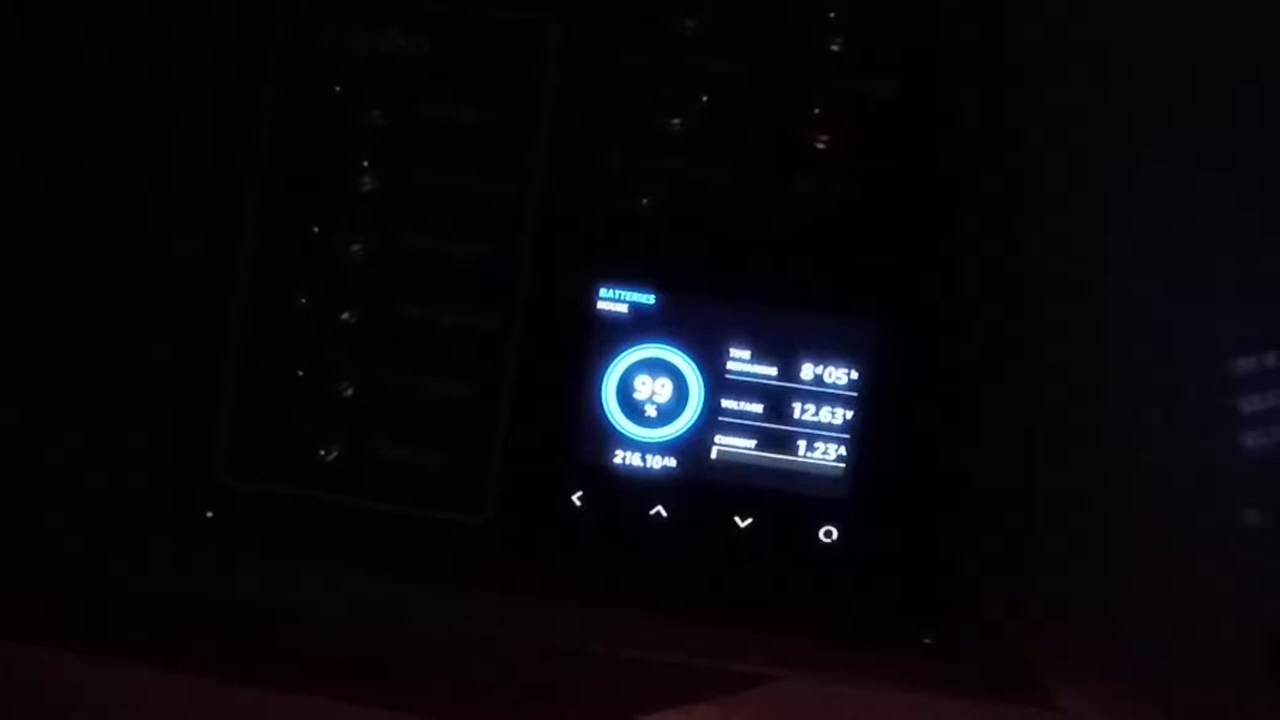 BATTERIES
HOUSE
99
%
216.10Ah
TIME
REMAINING
8d05h
VOLTAGE
12.63V
CURRENT
1.23A